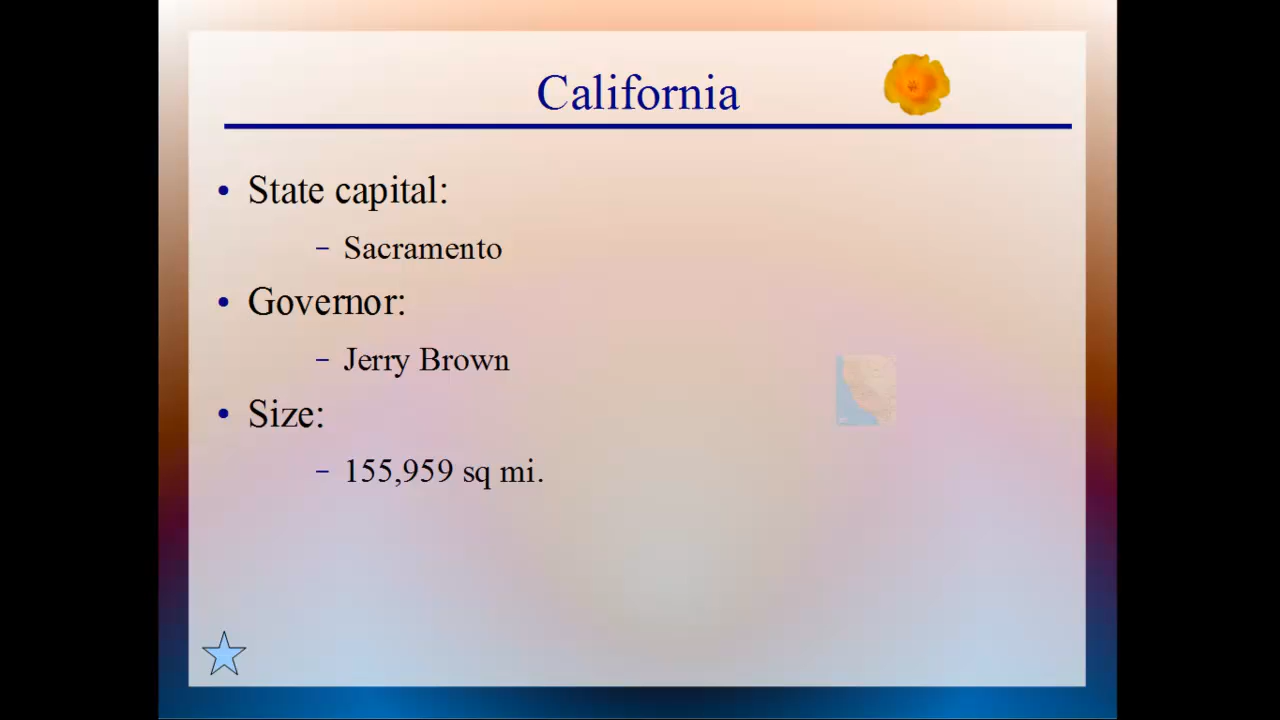 California
• State capital:
– Sacramento
• Governor:
– Jerry Brown
• Size:
– 155,959 sq mi.